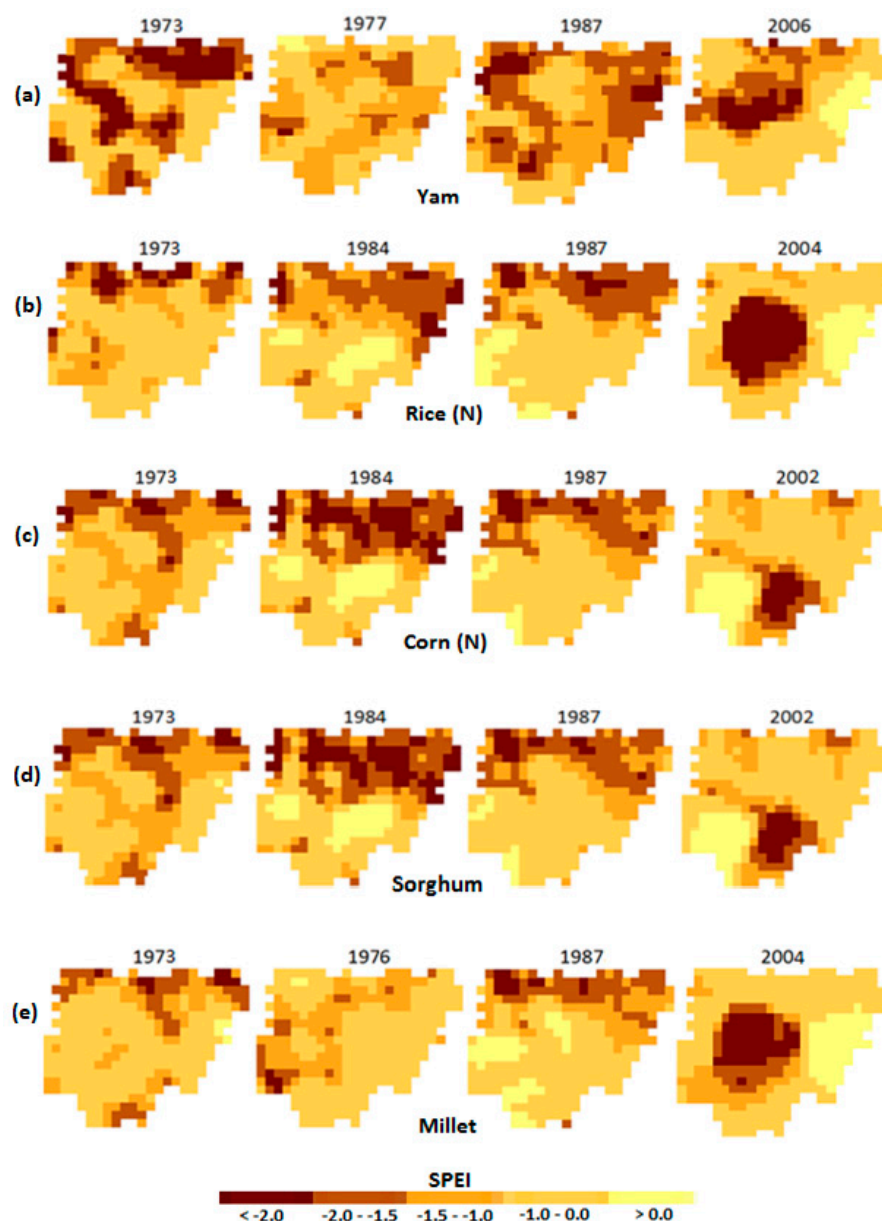 1973 1977 1987 2006
(a)
Yam
1973 1984 1987 2004
(b)
Rice (N)
1973 1984 1987 2002
(c)
Corn (N)
1973 1984 1987 2002
(d)
Sorghum
1973 1976 1987 2004
(e)
Millet
SPEI
< -2.0 -2.0 - -1.5 -1.5 - -1.0 -1.0 - 0.0 > 0.0